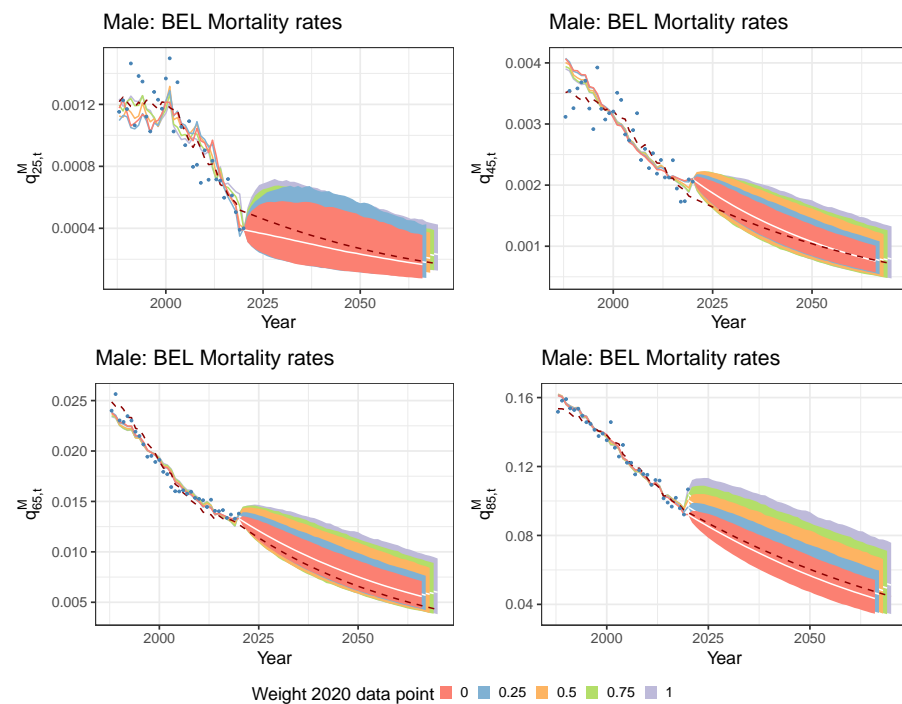 Male: BEL Mortality rates
0.0012
0.0008
0.0004
q^M_25,t
2000 2025 2050
Year
Male: BEL Mortality rates
0.004
0.003
0.002
0.001
q^M_45,t
2000 2025 2050
Year
Male: BEL Mortality rates
0.025
0.020
0.015
0.010
0.005
q^M_65,t
2000 2025 2050
Year
Male: BEL Mortality rates
0.16
0.12
0.08
0.04
q^M_85,t
2000 2025 2050
Year
Weight 2020 data point 0 0.25 0.5 0.75 1